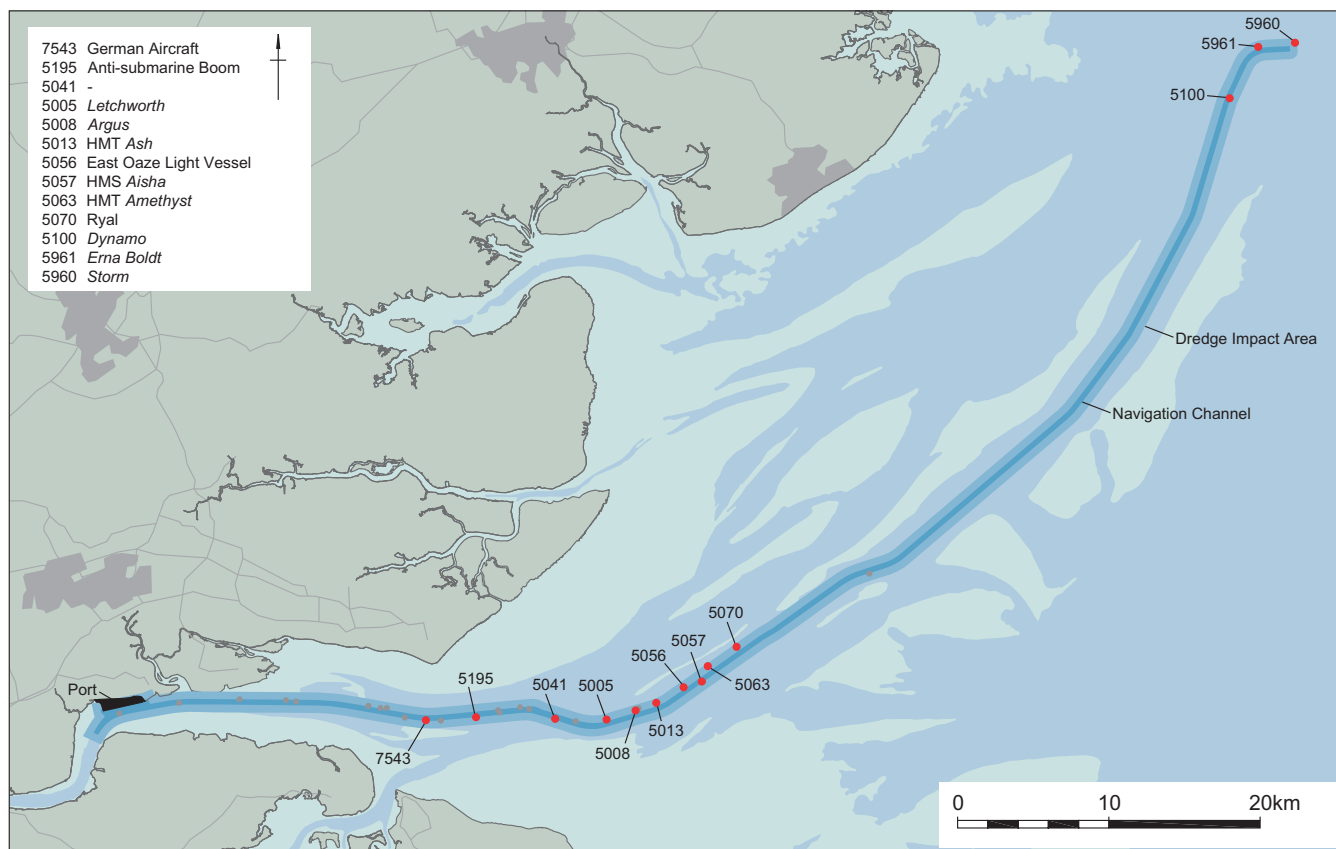 7543 German Aircraft
5195 Anti-submarine Boom
5041 -
5005 Letchworth
5008 Argus
5013 HMT Ash
5056 East Oaze Light Vessel
5057 HMS Aisha
5063 HMT Amethyst
5070 Ryal
5100 Dynamo
5961 Erna Boldt
5960 Storm
5960
5961
5100
Dredge Impact Area
Navigation Channel
5070
5057
5056
5063
Port
5195
5041
5005
5013
5008
7543
0 10 20km